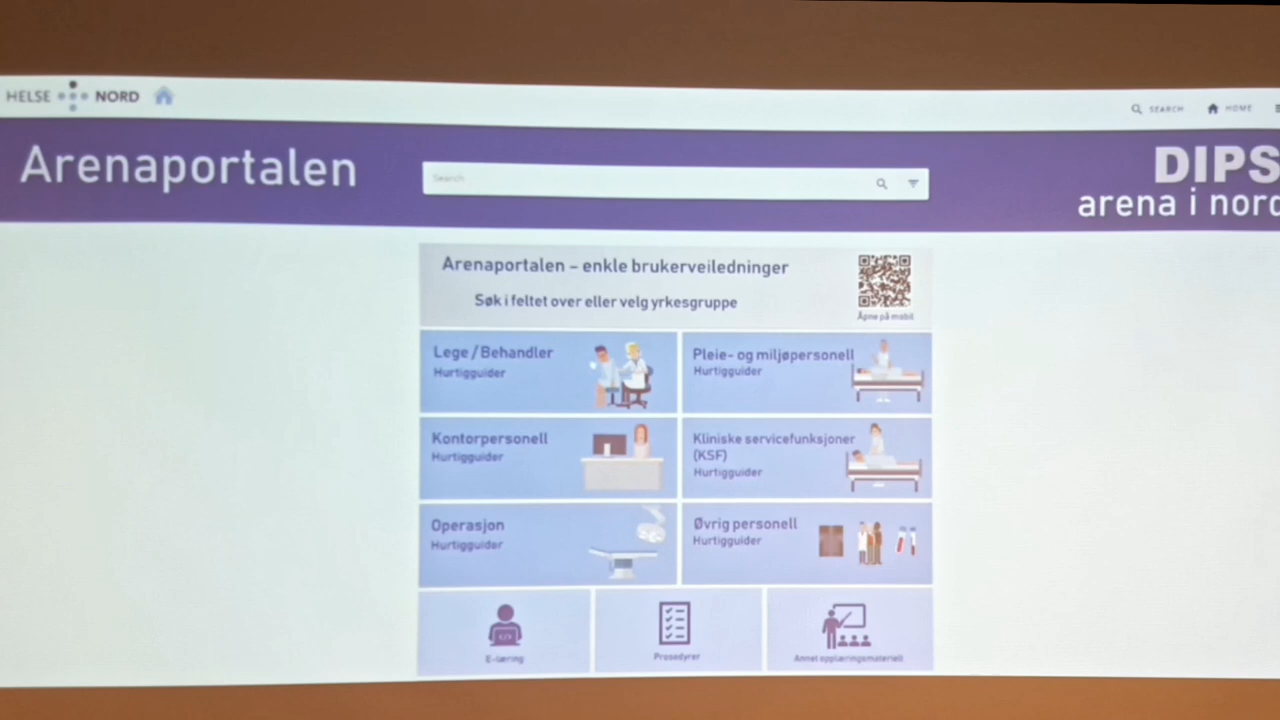 HELSE NORD
SEARCH HOME
Arenaportalen
Search
DIPS
arena i nord
Arenaportalen – enkle brukerveiledninger
Søk i feltet over eller velg yrkesgruppe
Åpne på mobil
Lege / Behandler
Hurtigguider
Pleie- og miljøpersonell
Hurtigguider
Kontorpersonell
Hurtigguider
Kliniske servicefunksjoner
(KSF)
Hurtigguider
Operasjon
Hurtigguider
Øvrig personell
Hurtigguider
E-læring
Prosedyrer
Annet opplæringsmateriell